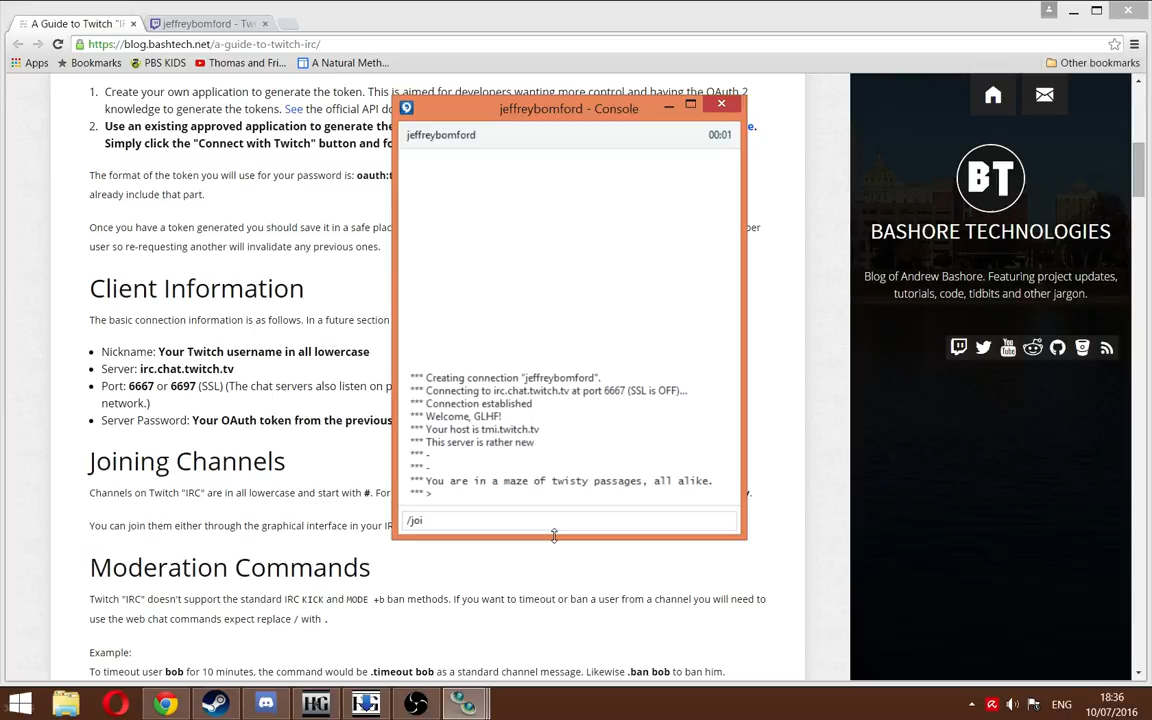 A Guide to Twitch "I
jeffreybomford - Tw
https://blog.bashtech.net/a-guide-to-twitch-irc/
Apps
Bookmarks
PBS KIDS
Thomas and Fri...
A Natural Meth...
Other bookmarks
1. Create your own application to generate the token. This is aimed for developers wanting more control and having the OAuth 2
knowledge to generate the tokens. See the official API do
2. Use an existing approved application to generate the
e.
Simply click the "Connect with Twitch" button and fo
The format of the token you will use for your password is: oauth:t
already include that part.
Once you have a token generated you should save it in a safe plac
per
user so re-requesting another will invalidate any previous ones.
Client Information
The basic connection information is as follows. In a future section
Nickname: Your Twitch username in all lowercase
Server: irc.chat.twitch.tv
Port: 6667 or 6697 (SSL) (The chat servers also listen on p
network.)
Server Password: Your OAuth token from the previous
Joining Channels
Channels on Twitch "IRC" are in all lowercase and start with #. For
y.
You can join them either through the graphical interface in your IR
Moderation Commands
Twitch "IRC" doesn't support the standard IRC KICK and MODE +b ban methods. If you want to timeout or ban a user from a channel you will need to
use the web chat commands expect replace / with .
Example:
To timeout user bob for 10 minutes, the command would be .timeout bob as a standard channel message. Likewise .ban bob to ban him.
jeffreybomford - Console
jeffreybomford
00:01
*** Creating connection "jeffreybomford".
*** Connecting to irc.chat.twitch.tv at port 6667 (SSL is OFF)...
*** Connection established
*** Welcome, GLHF!
*** Your host is tmi.twitch.tv
*** This server is rather new
*** -
*** -
*** You are in a maze of twisty passages, all alike.
*** >
/joi
BT
BASHORE TECHNOLOGIES
Blog of Andrew Bashore. Featuring project updates,
tutorials, code, tidbits and other jargon.
ENG
18:36
10/07/2016